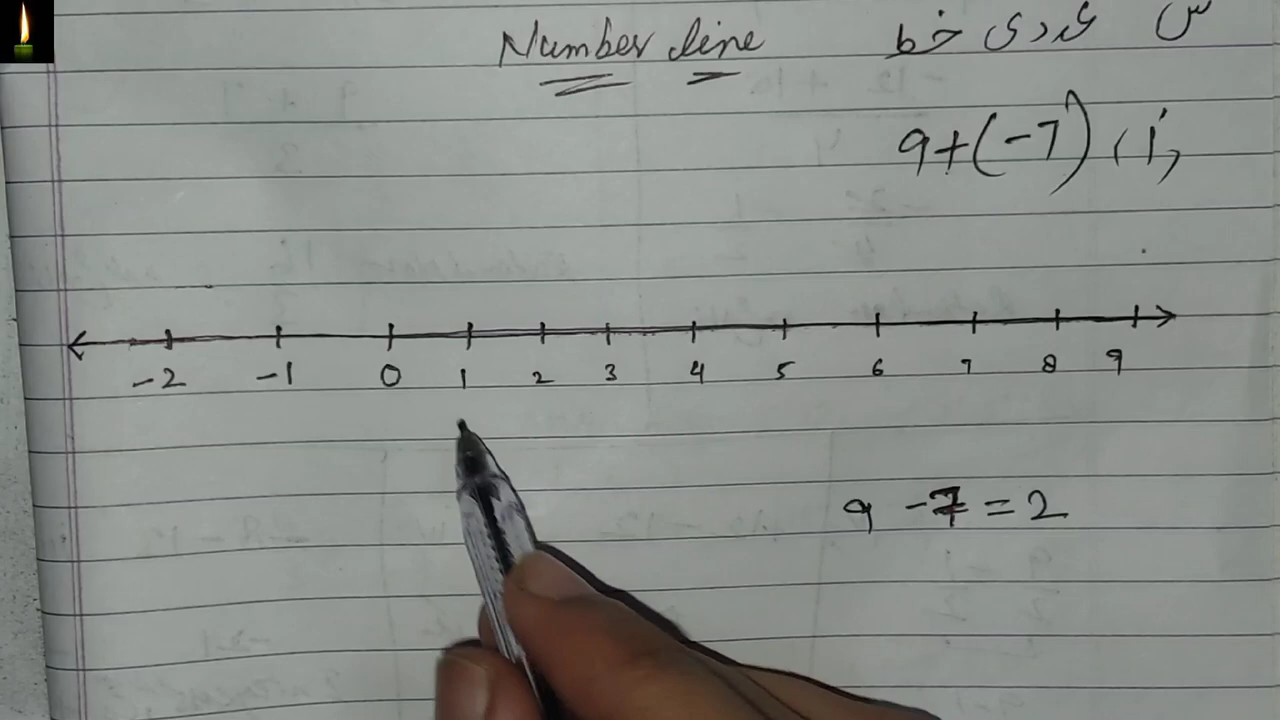 Number line
س عددی خط
9+(-7) (i,
-2 -1 0 1 2 3 4 5 6 7 8 9
9 -7 = 2